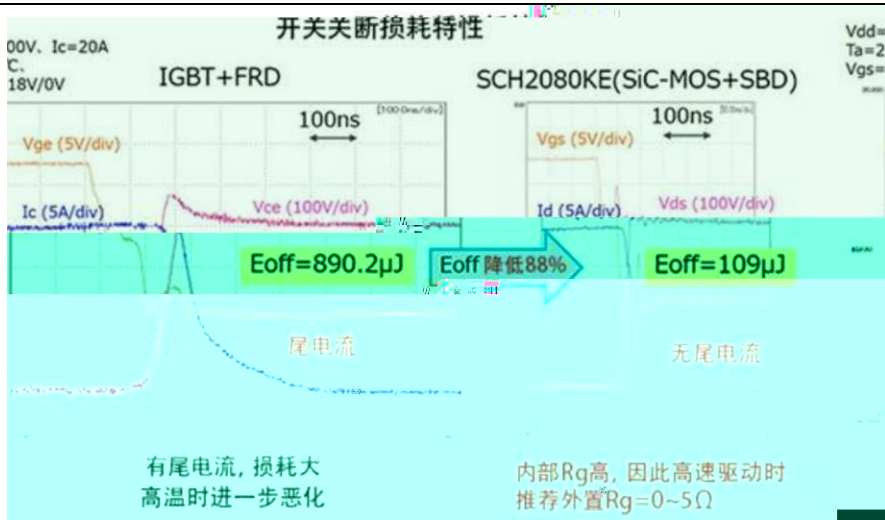 开关关断损耗特性
00V、Ic=20A
C、
18V/0V
IGBT+FRD
SCH2080KE(SiC-MOS+SBD)
Vdd=
Ta=2
Vgs=
100ns
[100.0ns/div]
Vge (5V/div)
Ic (5A/div)
Vce (100V/div)
100ns
Vgs (5V/div)
Id (5A/div)
Vds (100V/div)
Eoff=890.2μJ
Eoff 降低88%
Eoff=109μJ
尾电流
无尾电流
有尾电流, 损耗大
高温时进一步恶化
内部Rg高, 因此高速驱动时
推荐外置Rg=0~5Ω